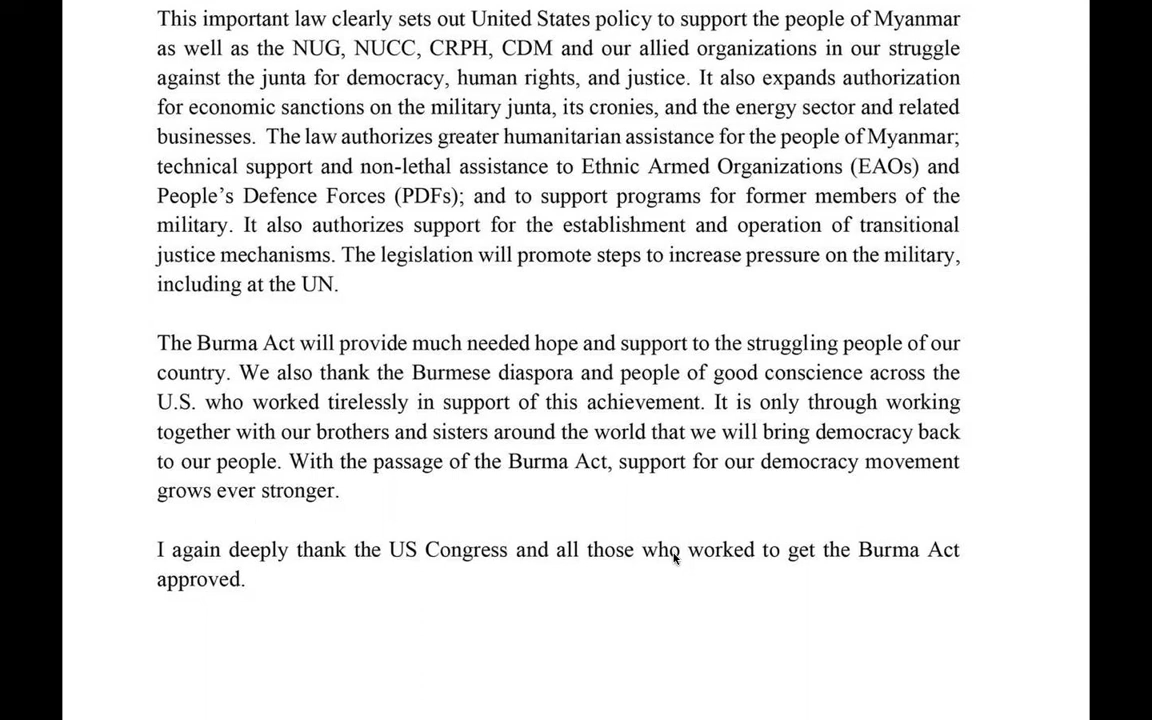 This important law clearly sets out United States policy to support the people of Myanmar
as well as the NUG, NUCC, CRPH, CDM and our allied organizations in our struggle
against the junta for democracy, human rights, and justice. It also expands authorization
for economic sanctions on the military junta, its cronies, and the energy sector and related
businesses.  The law authorizes greater humanitarian assistance for the people of Myanmar;
technical support and non-lethal assistance to Ethnic Armed Organizations (EAOs) and
People’s Defence Forces (PDFs); and to support programs for former members of the
military. It also authorizes support for the establishment and operation of transitional
justice mechanisms. The legislation will promote steps to increase pressure on the military,
including at the UN.
The Burma Act will provide much needed hope and support to the struggling people of our
country. We also thank the Burmese diaspora and people of good conscience across the
U.S. who worked tirelessly in support of this achievement. It is only through working
together with our brothers and sisters around the world that we will bring democracy back
to our people. With the passage of the Burma Act, support for our democracy movement
grows ever stronger.
I again deeply thank the US Congress and all those who worked to get the Burma Act
approved.